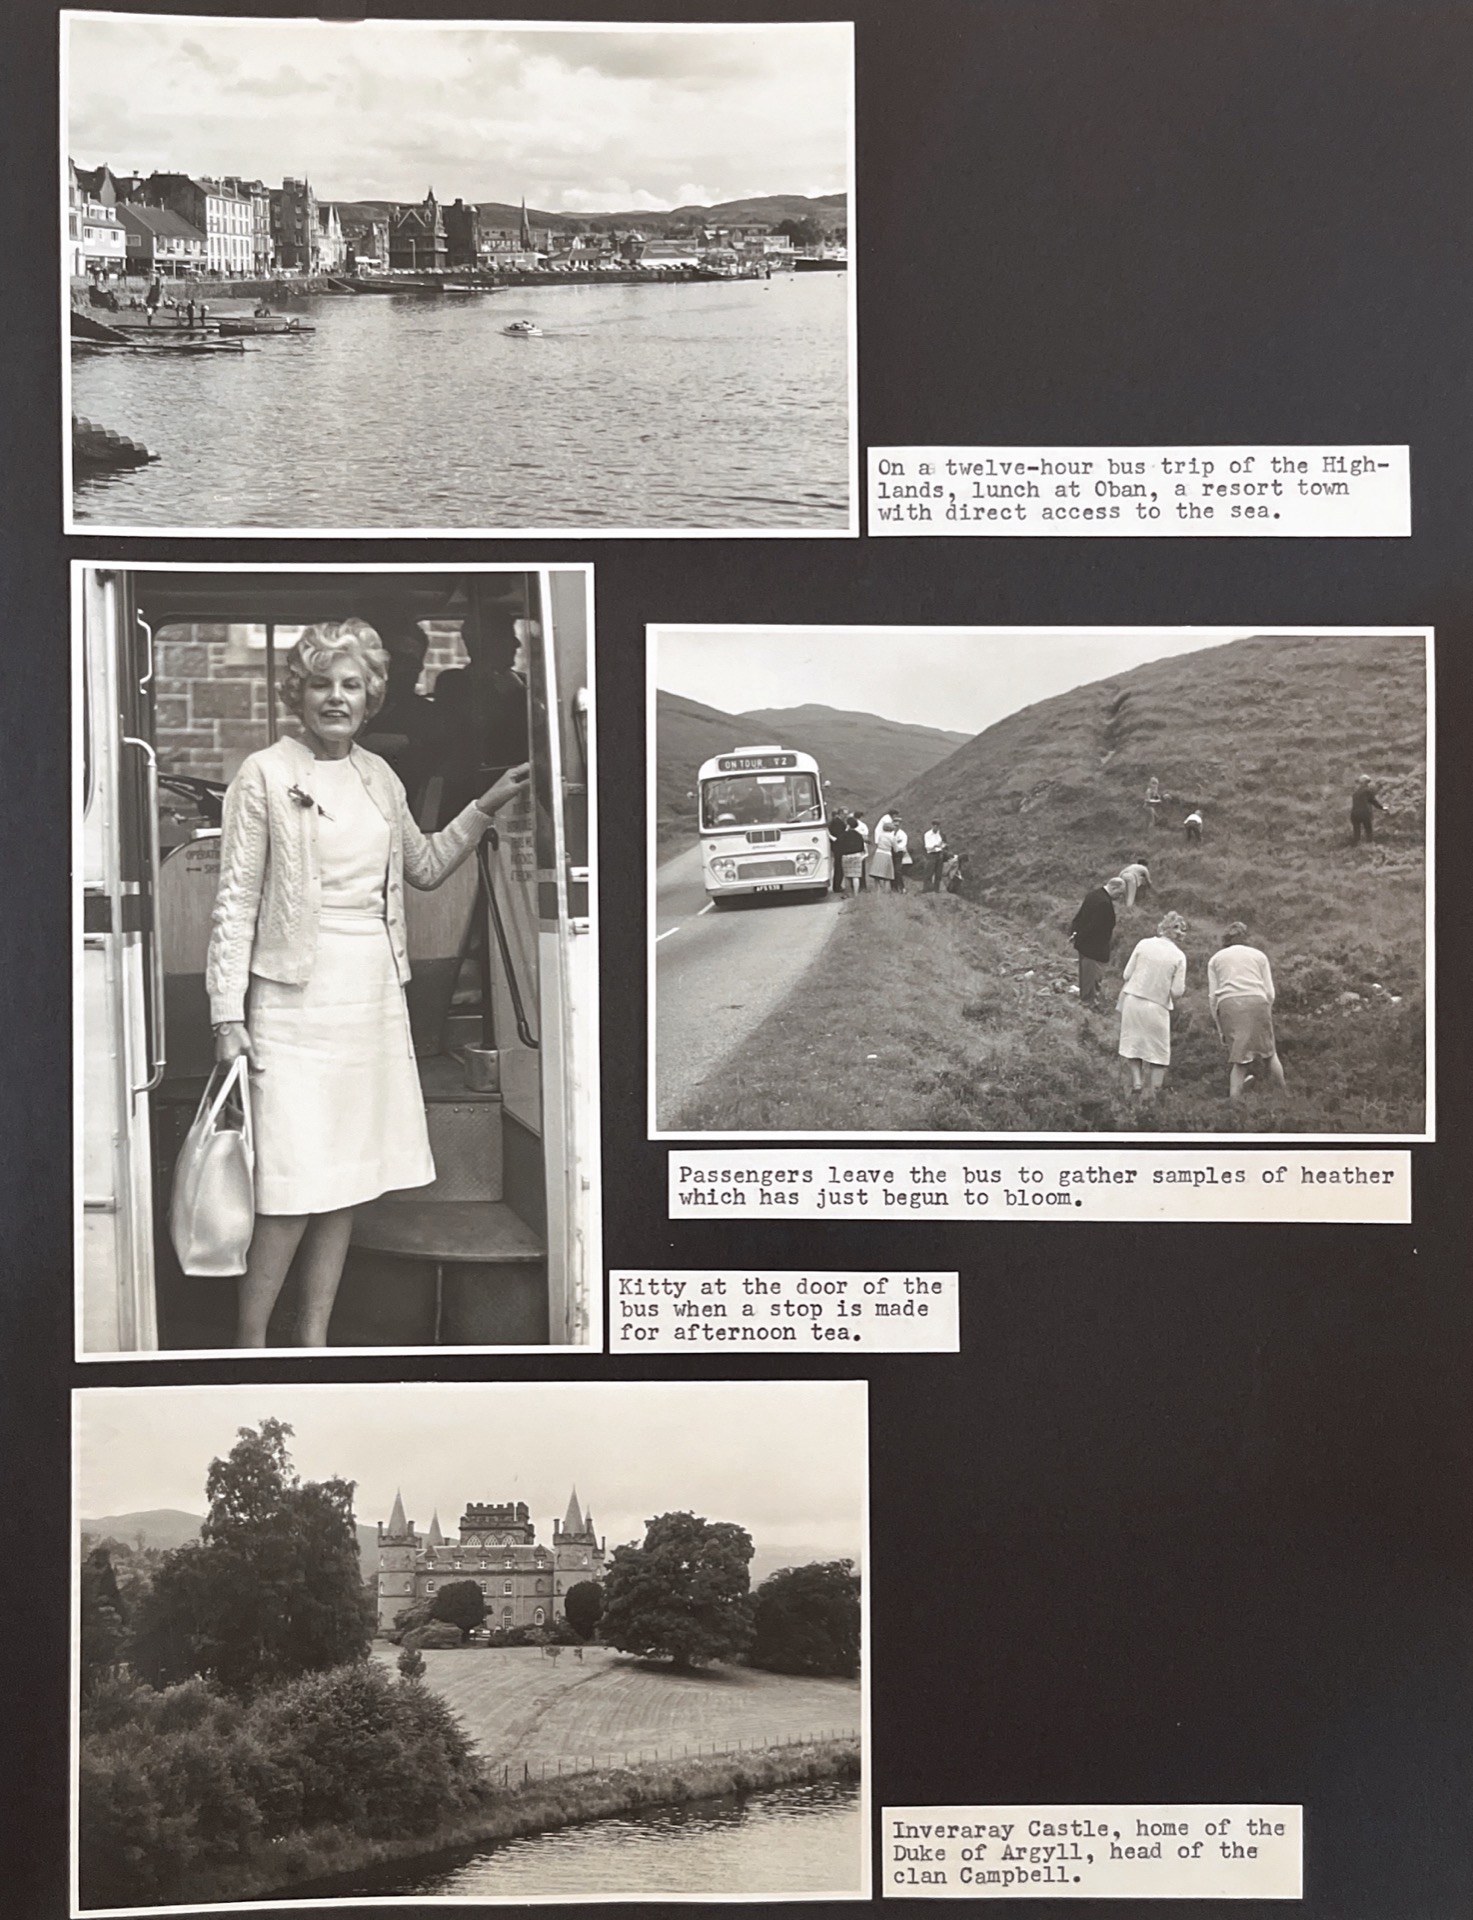 On a twelve-hour bus trip of the High-
lands, lunch at Oban, a resort town
with direct access to the sea.
ON TOUR
Passengers leave the bus to gather samples of heather
which has just begun to bloom.
Kitty at the door of the
bus when a stop is made
for afternoon tea.
Inveraray Castle, home of the
Duke of Argyll, head of the
clan Campbell.